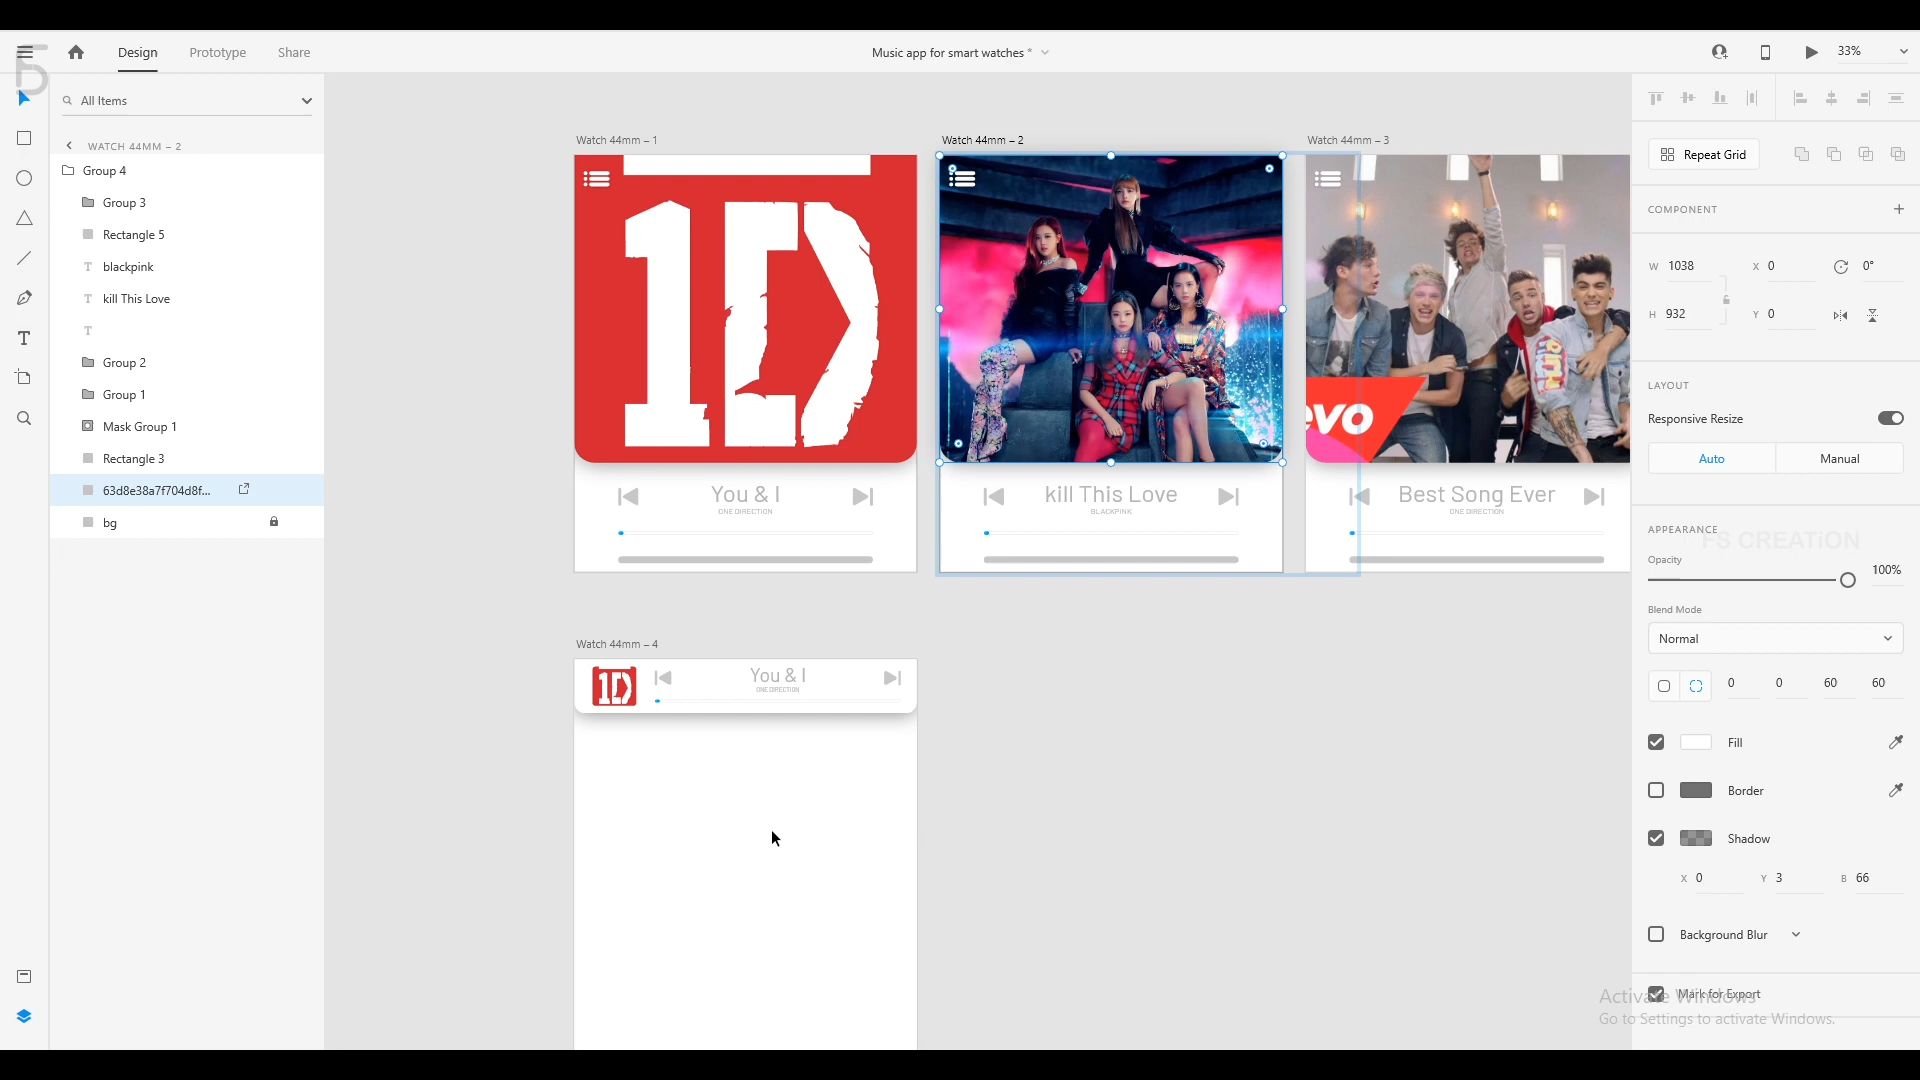 Design Prototype Share
Music app for smart watches *
33%
All Items
WATCH 44MM – 2
Group 4
Group 3
Rectangle 5
blackpink
kill This Love
Group 2
Group 1
Mask Group 1
Rectangle 3
63d8e38a7f704d8f...
bg
Watch 44mm – 1
Watch 44mm – 2
Watch 44mm – 3
1D
evo
You & I
ONE DIRECTION
kill This Love
BLACKPINK
Best Song Ever
ONE DIRECTION
Watch 44mm – 4
1D
You & I
ONE DIRECTION
Repeat Grid
COMPONENT
W 1038 X 0 0°
H 932 Y 0
LAYOUT
Responsive Resize
Auto Manual
APPEARANCE
FS CREATiON
Opacity
100%
Blend Mode
Normal
0 0 60 60
Fill
Border
Shadow
X 0 Y 3 B 66
Background Blur
Mark for Export
Activate Windows
Go to Settings to activate Windows.